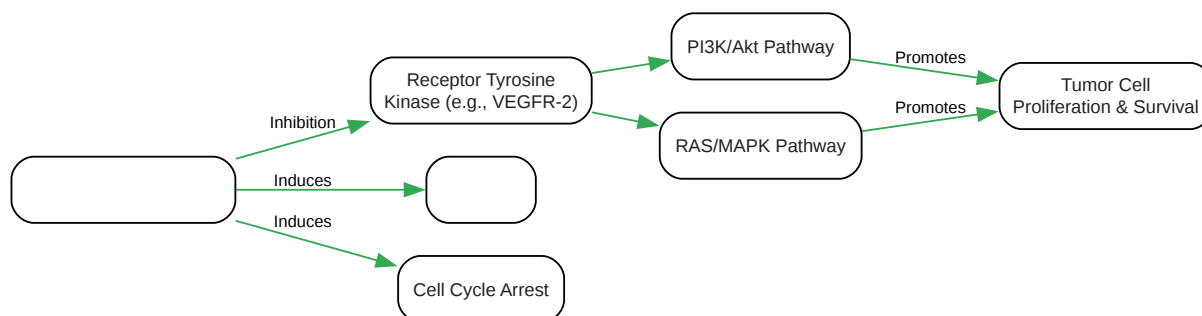 PI3K/Akt Pathway
Promotes
Receptor Tyrosine
Kinase (e.g., VEGFR-2)
Tumor Cell
Proliferation & Survival
Promotes
Inhibition
RAS/MAPK Pathway
Induces
Induces
Cell Cycle Arrest